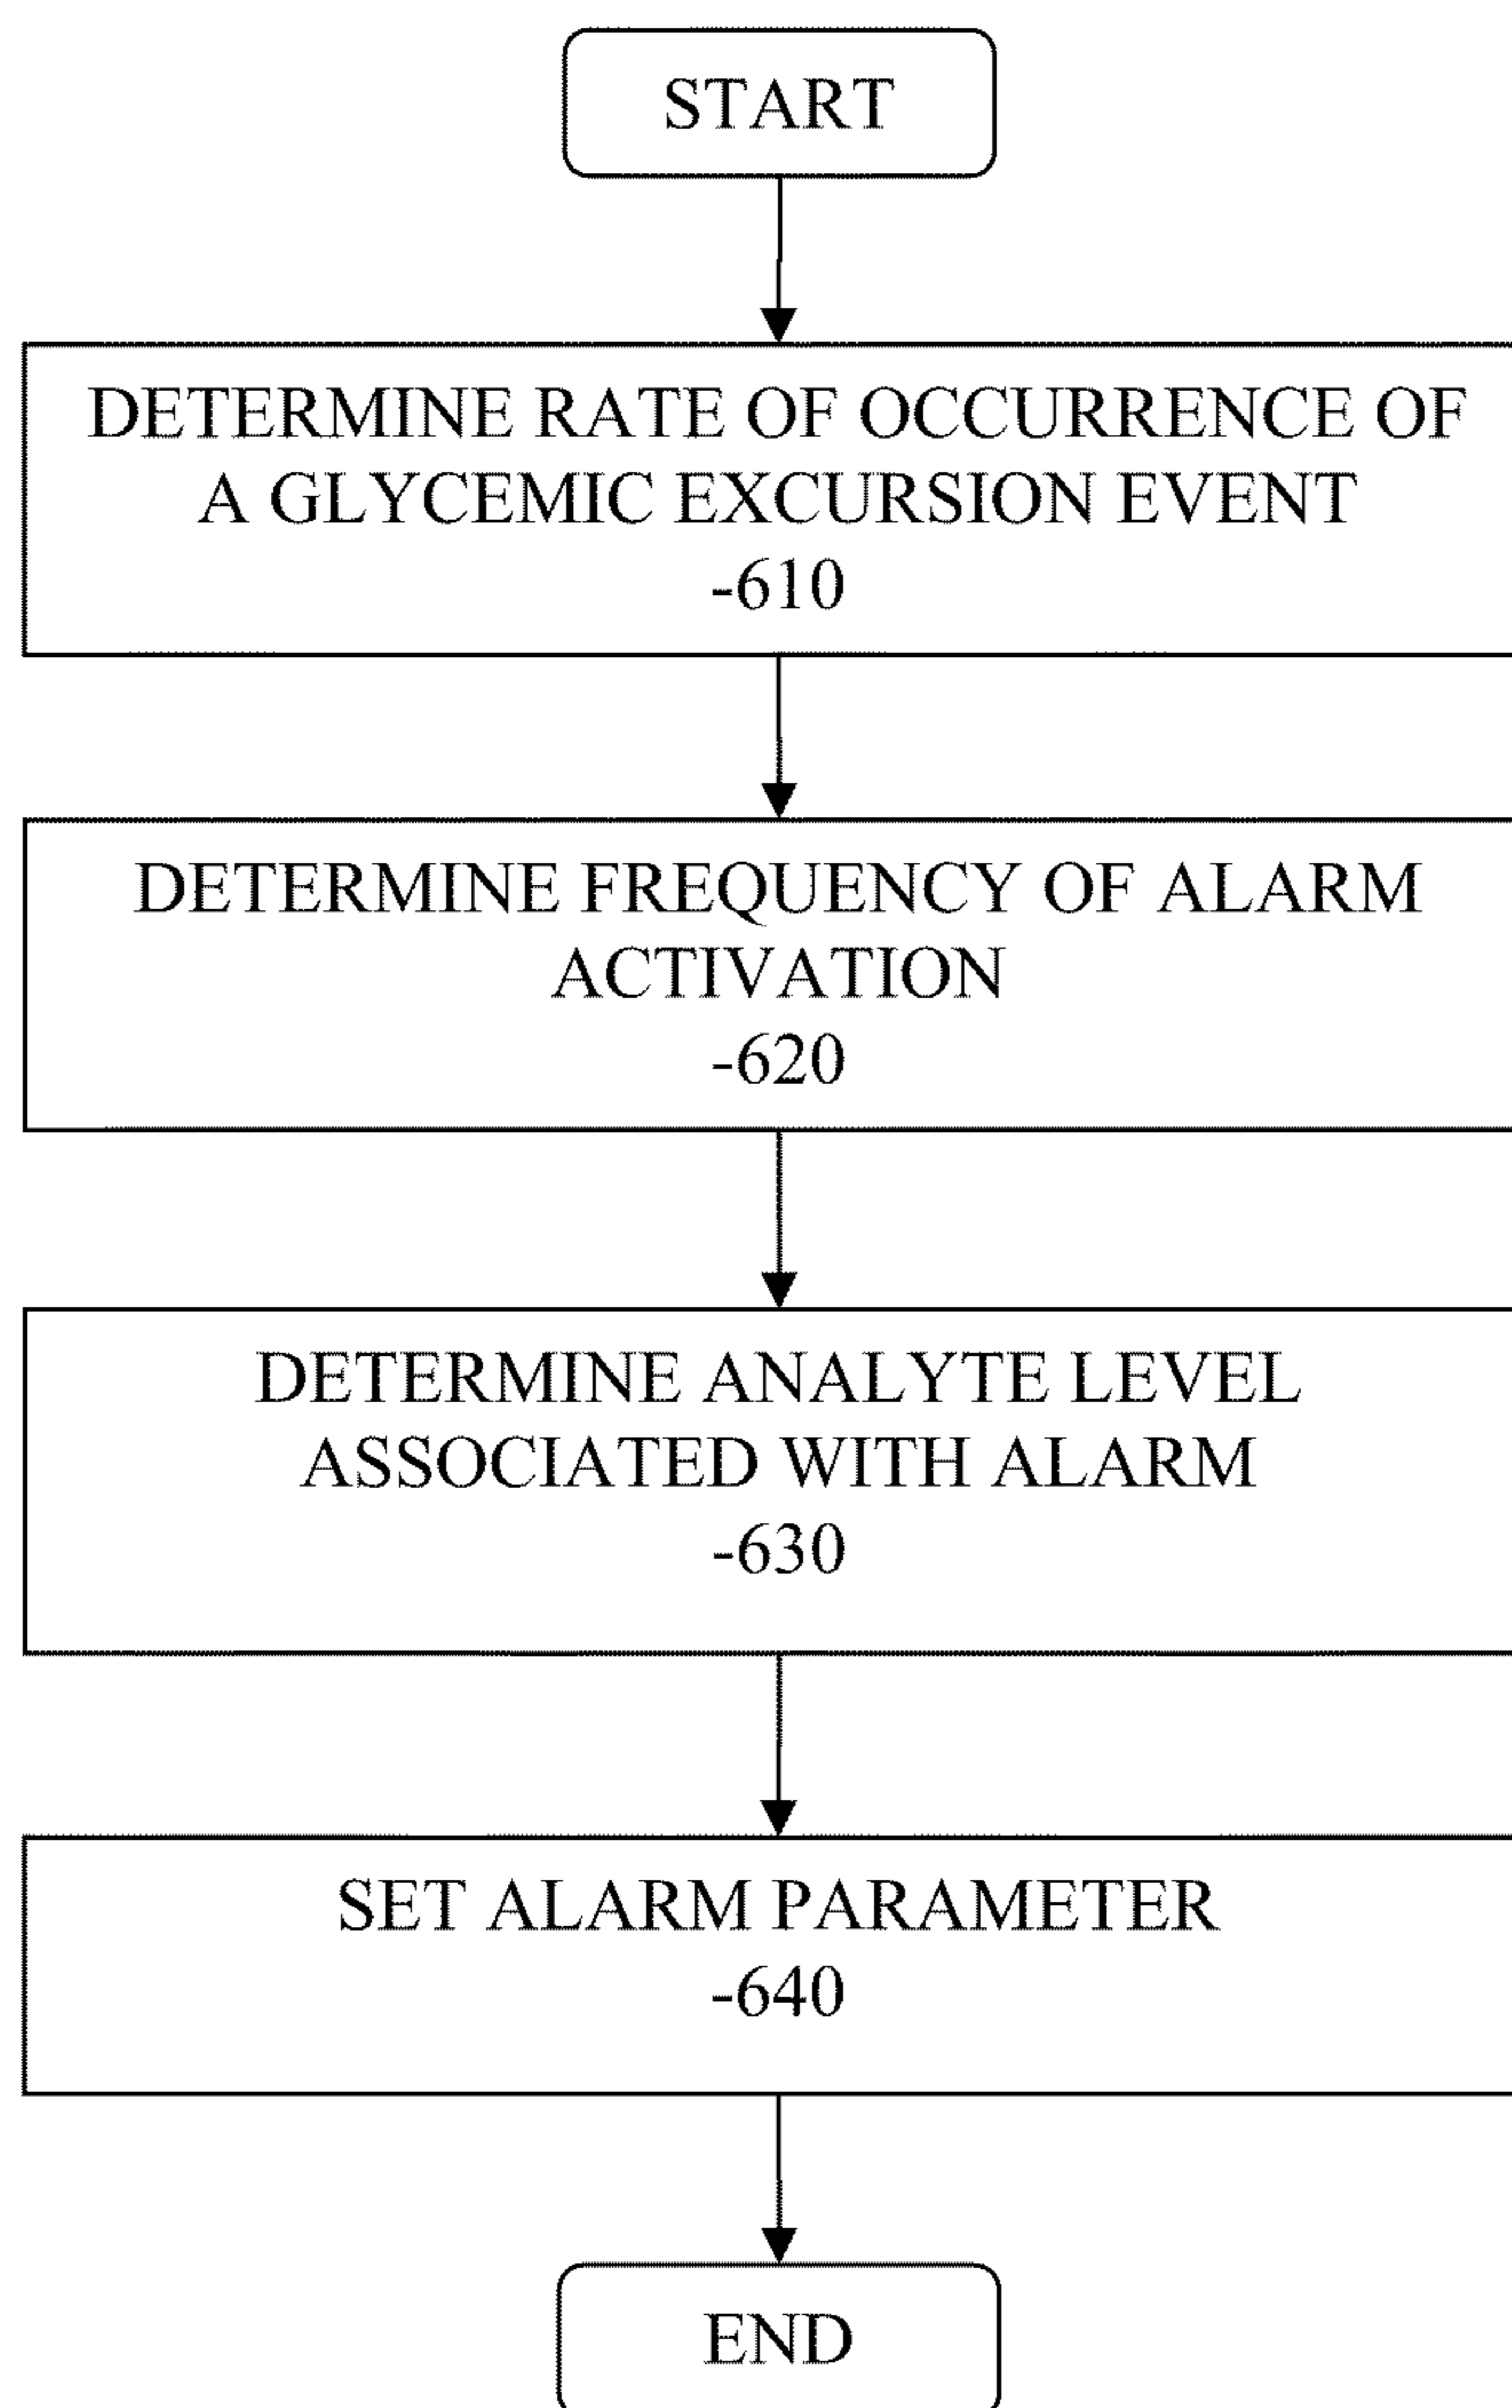 START
DETERMINE RATE OF OCCURRENCE OF
A GLYCEMIC EXCURSION EVENT
-610
DETERMINE FREQUENCY OF ALARM
ACTIVATION
-620
DETERMINE ANALYTE LEVEL
ASSOCIATED WITH ALARM
-630
SET ALARM PARAMETER
-640
END